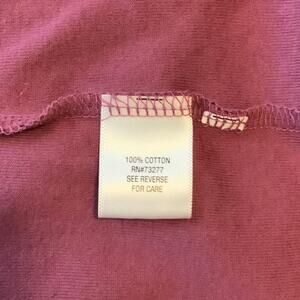 100% COTTON
RN#73277
SEE REVERSE
FOR CARE